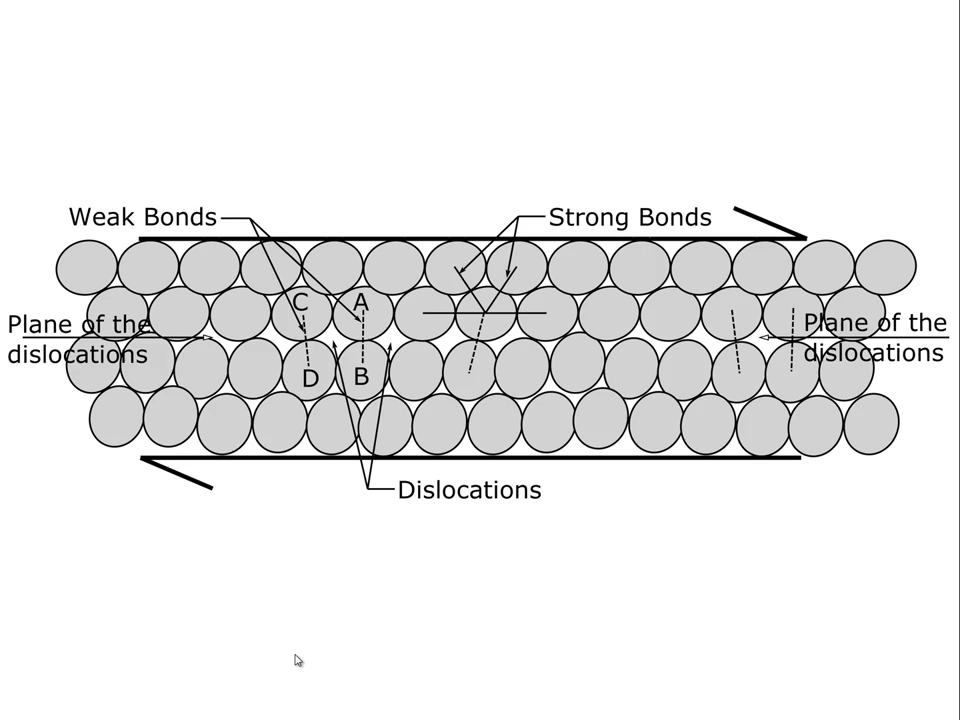 Weak Bonds
Strong Bonds
C
A
Plane of the
dislocations
Plane of the
dislocations
D
B
Dislocations